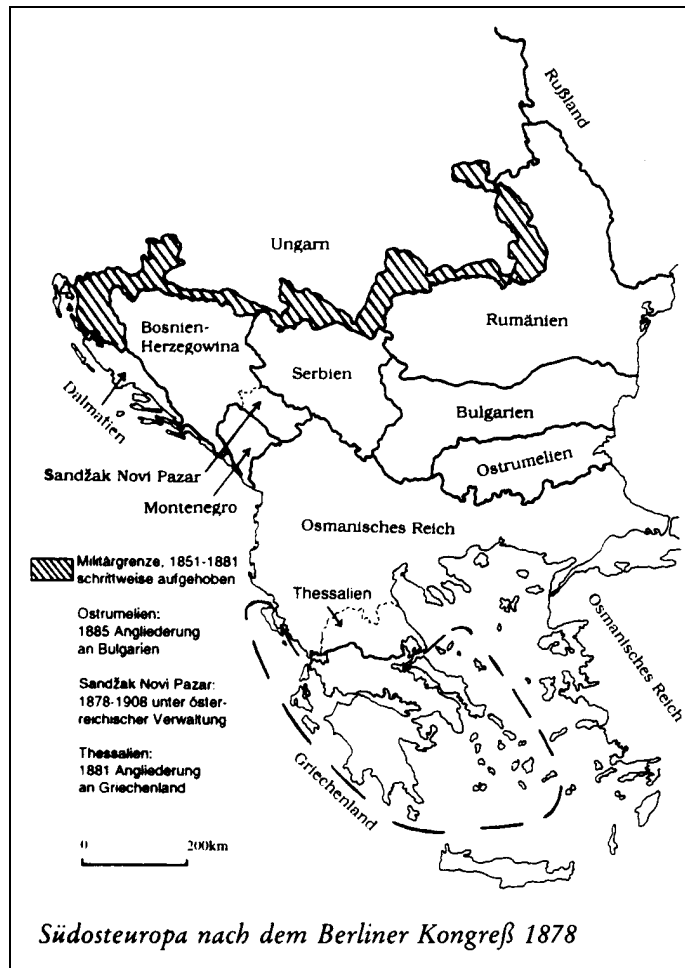 Rußland
Ungarn
Bosnien-
Herzegowina
Rumänien
Serbien
Dalmatien
Bulgarien
Sandžak Novi Pazar
Ostrumelien
Montenegro
Osmanisches Reich
Militärgrenze, 1851-1881
schrittweise aufgehoben
Thessalien
Osmanisches Reich
Ostrumelien:
1885 Angliederung
an Bulgarien
Sandžak Novi Pazar:
1878-1908 unter öster-
reichischer Verwaltung
Thessalien:
1881 Angliederung
an Griechenland
Griechenland
0 200km
Südosteuropa nach dem Berliner Kongreß 1878